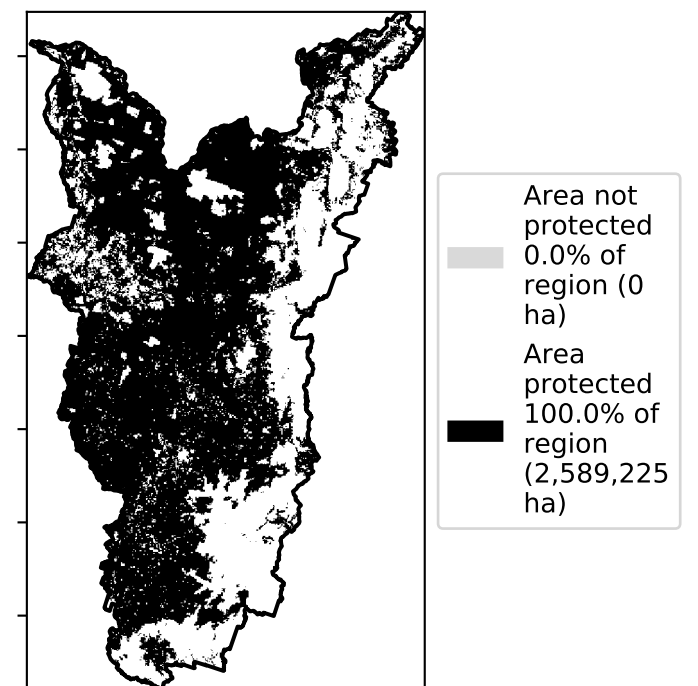 Area not
protected
0.0% of
region (0
ha)
Area
protected
100.0% of
region
(2,589,225
ha)